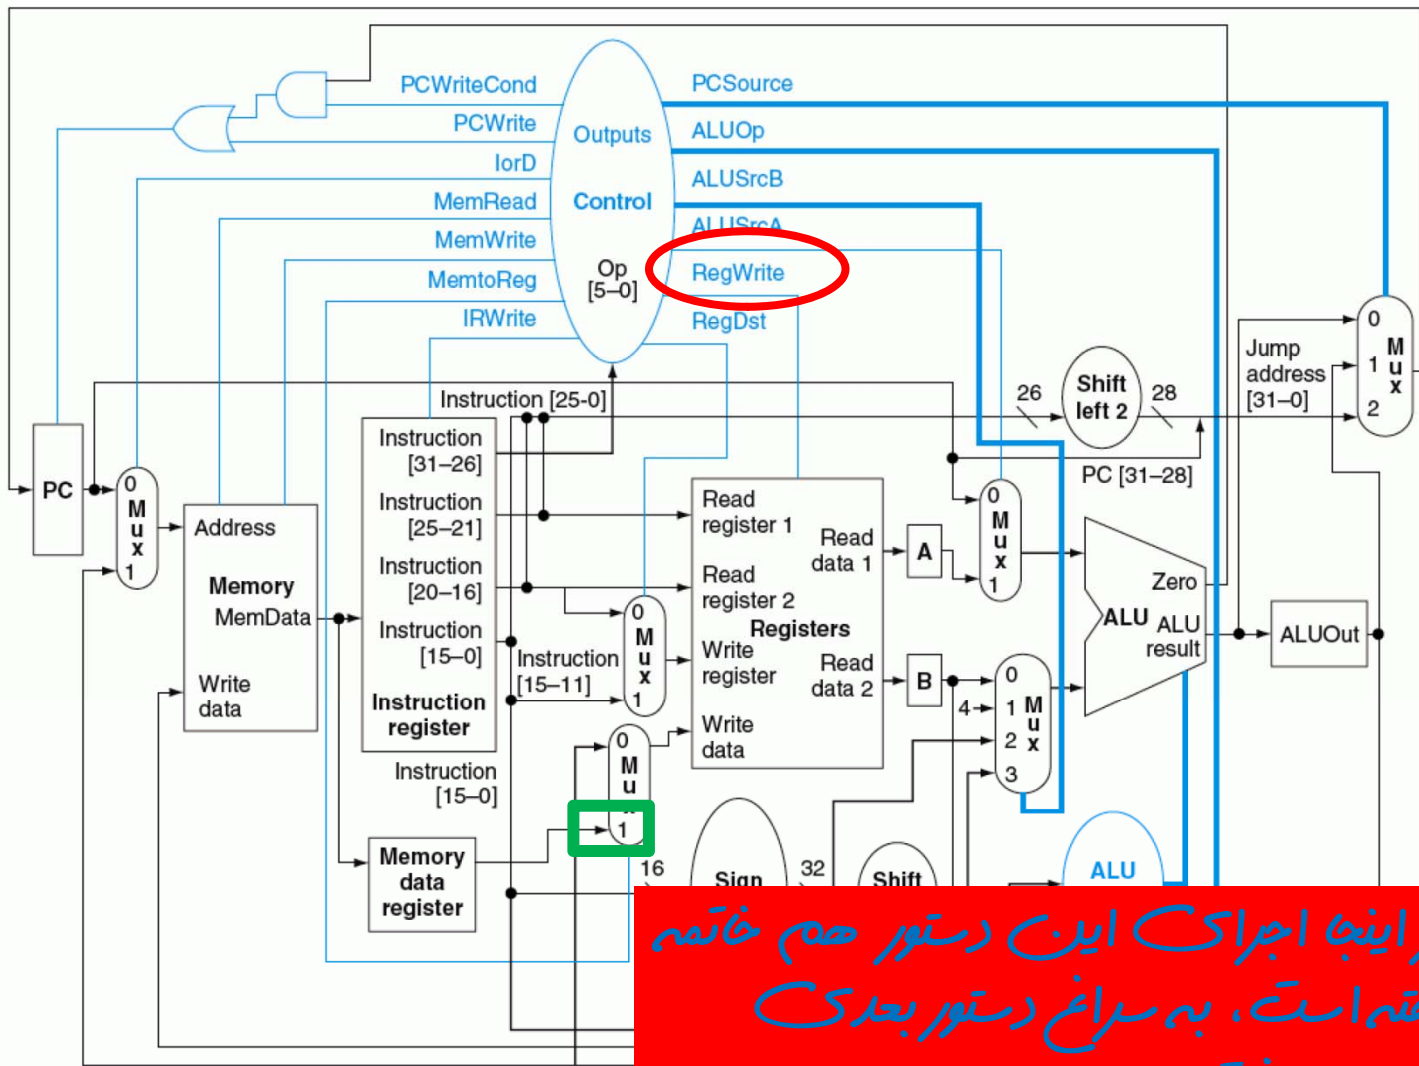 PCWriteCond
PCWrite
IorD
MemRead
MemWrite
MemtoReg
IRWrite
Outputs
Control
Op
[5–0]
PCSource
ALUOp
ALUSrcB
ALUSrcA
RegWrite
RegDst
Instruction [25-0]
26
Shift
left 2
28
Jump
address
[31–0]
0
1
2
M
u
x
PC [31–28]
PC
0
M
u
x
1
Address
Memory
MemData
Write
data
Instruction
[31–26]
Instruction
[25–21]
Instruction
[20–16]
Instruction
[15–0]
Instruction
register
Instruction
[15–11]
Instruction
[15–0]
Memory
data
register
0
M
u
x
1
0
M
u
1
Read
register 1
Read
register 2
Registers
Write
register
Write
data
Read
data 1
Read
data 2
A
B
0
M
u
x
1
4
0
1
2
3
M
u
x
Zero
ALU
ALU
result
ALUOut
16
Sign
32
Shift
ALU
اینجا اجرای این دستور هم خاتمه
است، به سراغ دستور بعدی